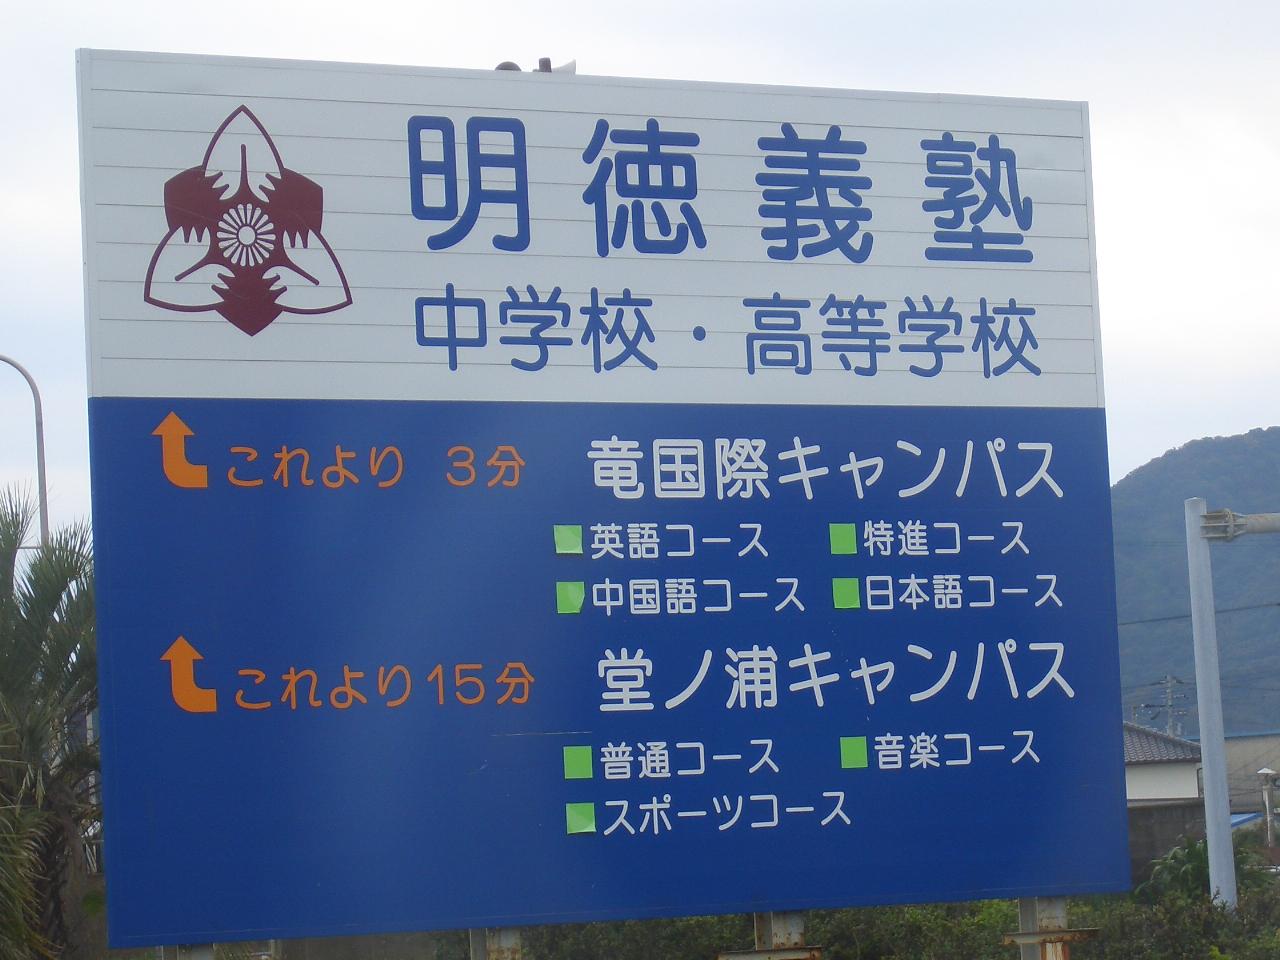 明徳義塾
中学校・高等学校
これより 3分 竜国際キャンパス
英語コース 特進コース
中国語コース 日本語コース
これより15分 堂ノ浦キャンパス
普通コース 音楽コース
スポーツコース